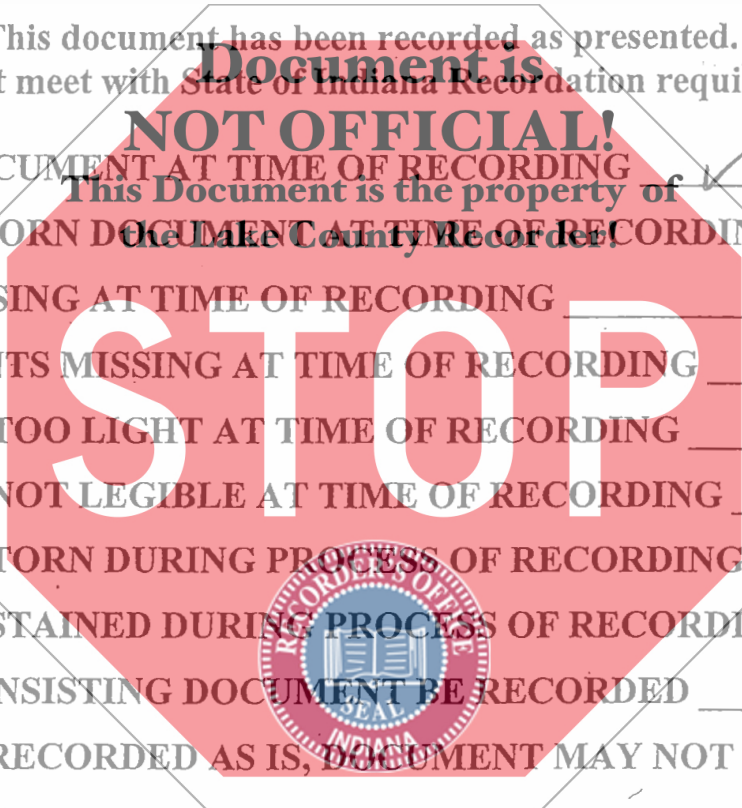 This document has been recorded as presented.
Document is
t meet with State of Indiana Recordation requi
NOT OFFICIAL!
CUMENT AT TIME OF RECORDING
This Document is the property of
ORN DOCUMENT AT TIME OF RECORDIN
the Lake County Recorder!
SING AT TIME OF RECORDING
STOP
TS MISSING AT TIME OF RECORDING
TOO LIGHT AT TIME OF RECORDING
NOT LEGIBLE AT TIME OF RECORDING
TORN DURING PROCESS OF RECORDING
RECORDER'S OFFICE
STAINED DURING PROCESS OF RECORDI
NSISTING DOCUMENT BE RECORDED
SEAL
INDIANA
RECORDED AS IS, DOCUMENT MAY NOT